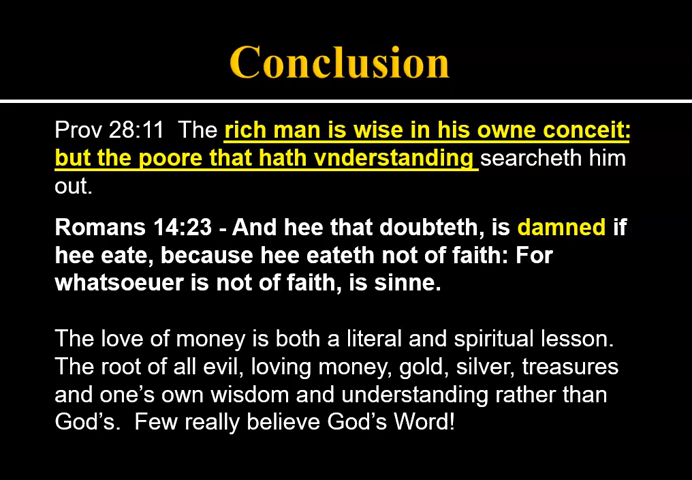 Conclusion
Prov 28:11  The rich man is wise in his owne conceit:
but the poore that hath vnderstanding searcheth him
out.
Romans 14:23 - And hee that doubteth, is damned if
hee eate, because hee eateth not of faith: For
whatsoeuer is not of faith, is sinne.
The love of money is both a literal and spiritual lesson.
The root of all evil, loving money, gold, silver, treasures
and one’s own wisdom and understanding rather than
God’s.  Few really believe God’s Word!